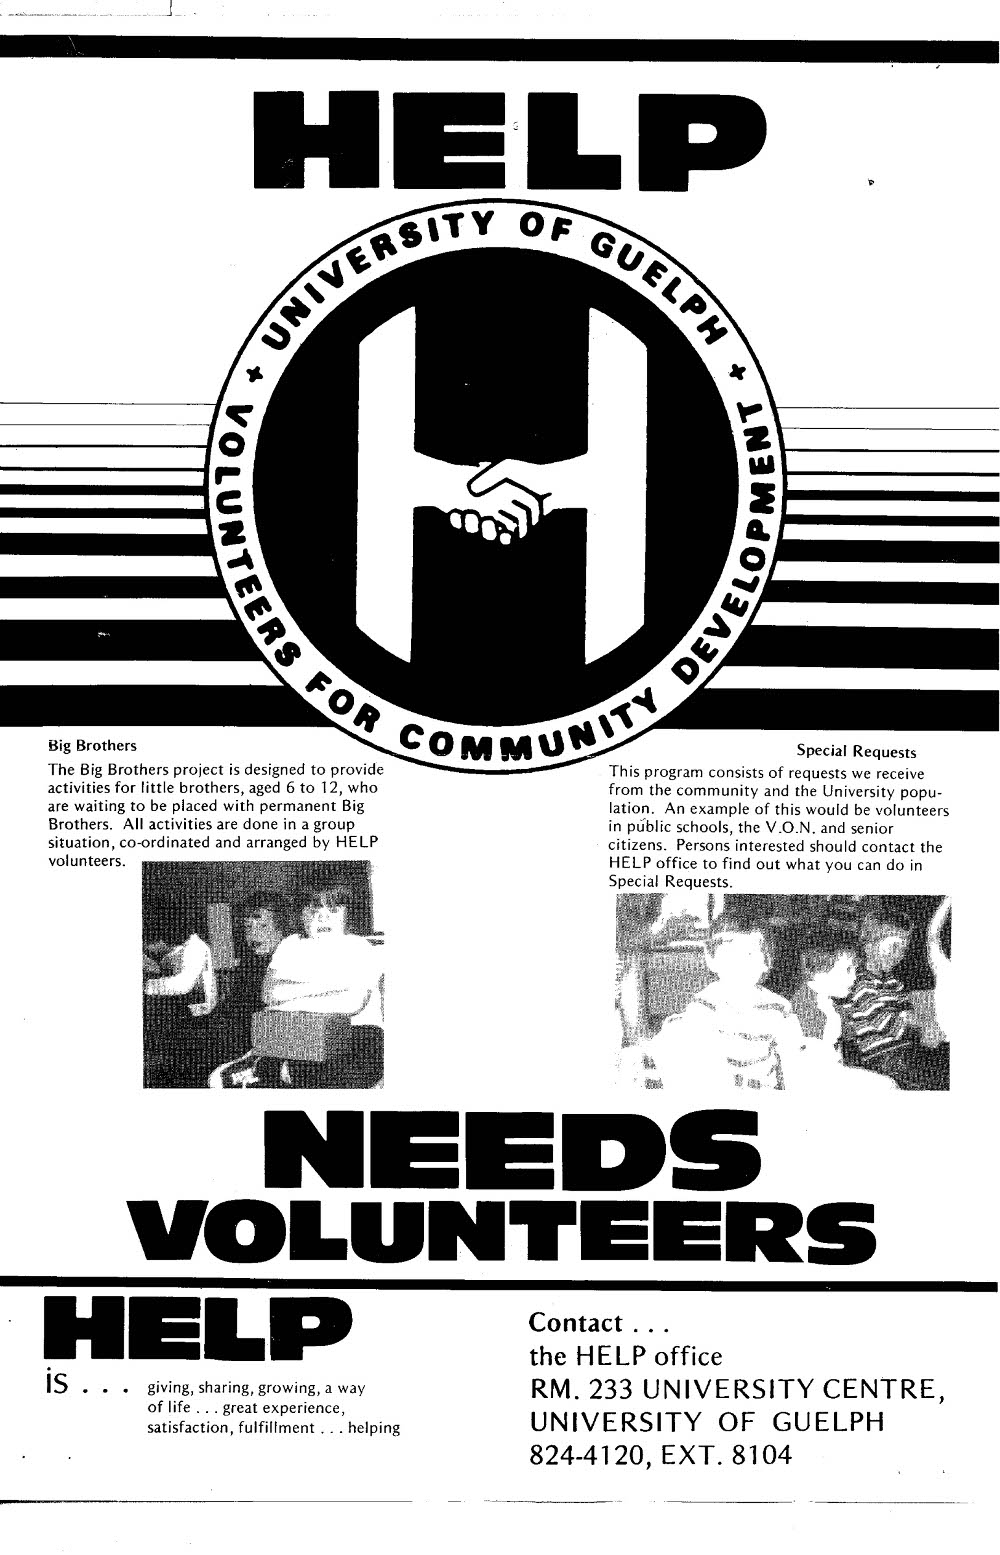 HELP
UNIVERSITY OF GUELPH +
VOLUNTEERS FOR COMMUNITY DEVELOPMENT +
Big Brothers
The Big Brothers project is designed to provide
activities for little brothers, aged 6 to 12, who
are waiting to be placed with permanent Big
Brothers. All activities are done in a group
situation, co-ordinated and arranged by HELP
volunteers.
Special Requests
This program consists of requests we receive
from the community and the University popu-
lation. An example of this would be volunteers
in public schools, the V.O.N. and senior
citizens. Persons interested should contact the
HELP office to find out what you can do in
Special Requests.
NEEDS
VOLUNTEERS
HELP
is . . . giving, sharing, growing, a way
of life . . . great experience,
satisfaction, fulfillment . . . helping
Contact . . .
the HELP office
RM. 233 UNIVERSITY CENTRE,
UNIVERSITY OF GUELPH
824-4120, EXT. 8104